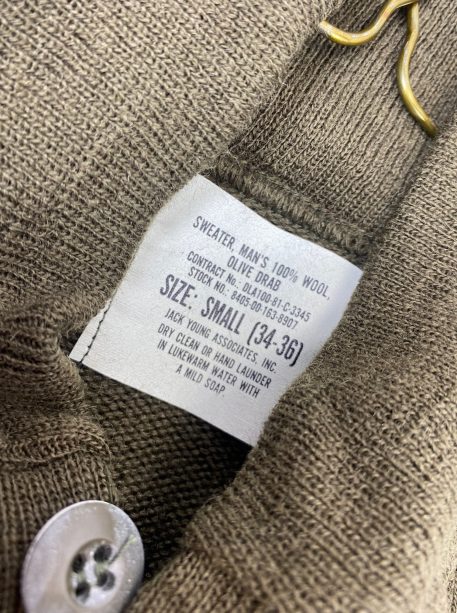 SWEATER, MAN'S 100% WOOL,
OLIVE DRAB
CONTRACT No.: DLA100-81-C-3345
STOCK NO.: 8405-00-163-8907
SIZE: SMALL (34-36)
JACK YOUNG ASSOCIATES, INC.
DRY CLEAN OR HAND LAUNDER
IN LUKEWARM WATER WITH
A MILD SOAP